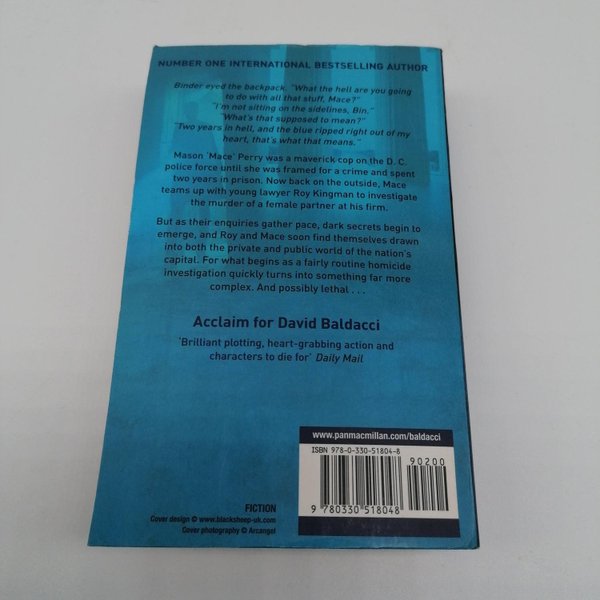 NUMBER ONE INTERNATIONAL BESTSELLING AUTHOR
Binder eyed the backpack. "What the hell are you going
to do with all that stuff, Mace?"
"I'm not sitting on the sidelines, Bin."
"What's that supposed to mean?"
"Two years in hell, and the blue ripped right out of my
heart, that's what that means."
Mason 'Mace' Perry was a maverick cop on the D. C.
police force until she was framed for a crime and spent
two years in prison. Now back on the outside, Mace
teams up with young lawyer Roy Kingman to investigate
the murder of a female partner at his firm.
But as their enquiries gather pace, dark secrets begin to
emerge, and Roy and Mace soon find themselves drawn
into both the private and public world of the nation's
capital. For what begins as a fairly routine homicide
investigation quickly turns into something far more
complex. And possibly lethal . . .
Acclaim for David Baldacci
'Brilliant plotting, heart-grabbing action and
characters to die for' Daily Mail
www.panmacmillan.com/baldacci
ISBN 978-0-330-51804-8
90200
9 780330 518048
FICTION
Cover design © www.blacksheep-uk.com
Cover photography © Arcangel